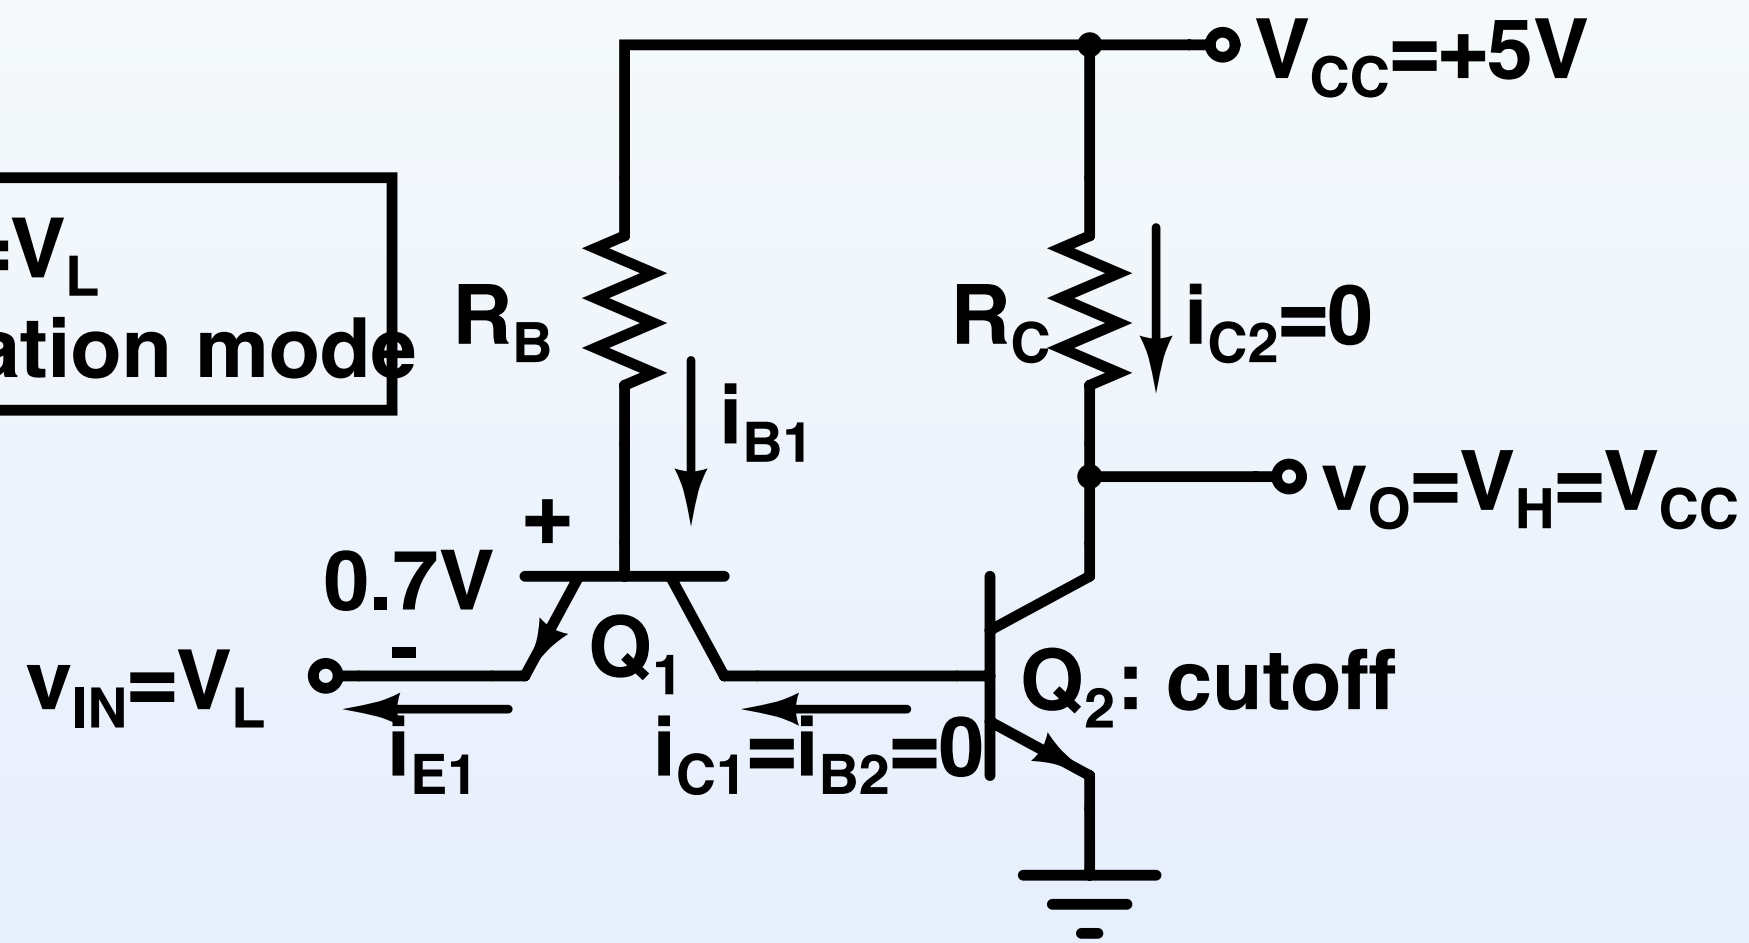 V_CC=+5V
=V_L
mode
R_B
R_C
i_C2=0
i_B1
v_O=V_H=V_CC
+
0.7V
-
Q_1
v_IN=V_L
Q_2: cutoff
i_E1
i_C1=i_B2=0